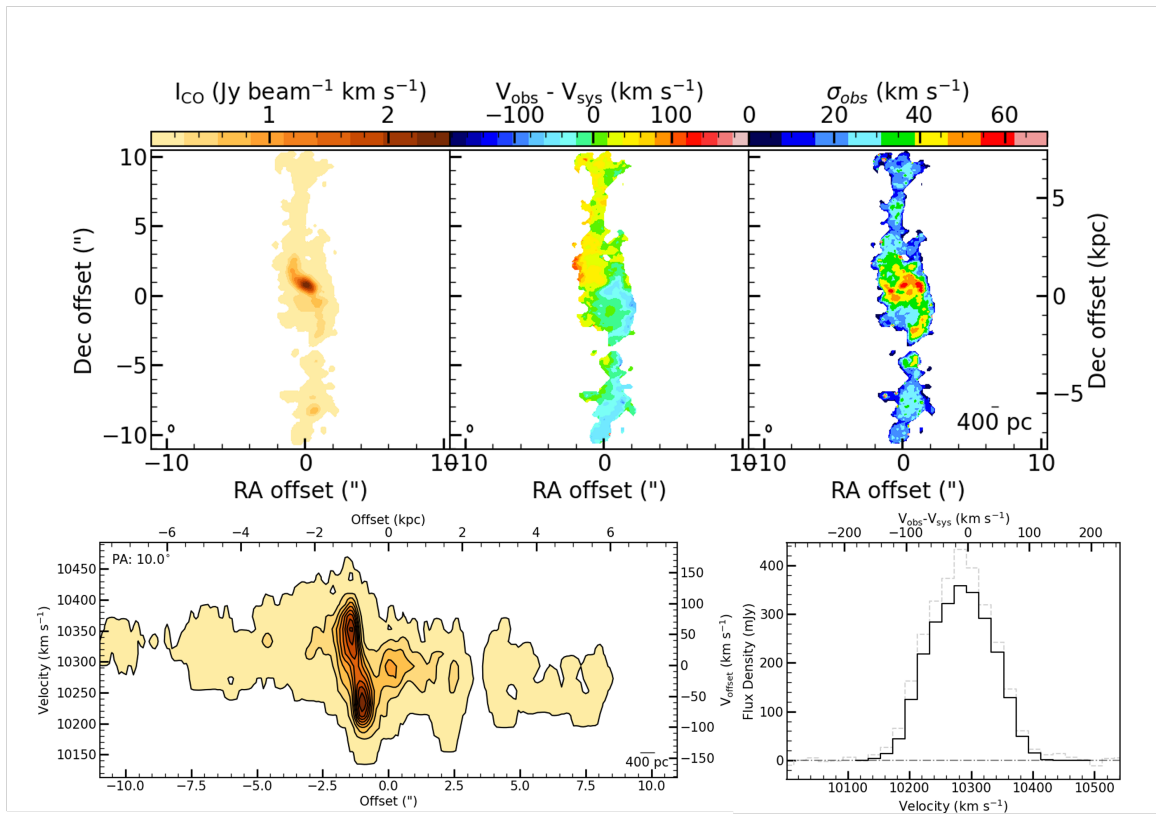 I_CO (Jy beam⁻¹ km s⁻¹) V_obs - V_sys (km s⁻¹) σ_obs (km s⁻¹)
1 2 −100 0 100 0 20 40 60
10
5
0
−5
−10
Dec offset (")
5
0
−5
Dec offset (kpc)
400 pc
−10 0 10 −10 0 10 −10 0 10
RA offset (") RA offset (") RA offset (")
Offset (kpc)
−6 −4 −2 0 2 4 6
PA: 10.0°
10450
10400
10350
10300
10250
10200
10150
Velocity (km s⁻¹)
150
100
50
0
−50
−100
−150
V_offset (km s⁻¹)
400 pc
−10.0 −7.5 −5.0 −2.5 0.0 2.5 5.0 7.5 10.0
Offset (")
V_obs-V_sys (km s⁻¹)
−200 −100 0 100 200
400
300
200
100
0
Flux Density (mJy)
10100 10200 10300 10400 10500
Velocity (km s⁻¹)